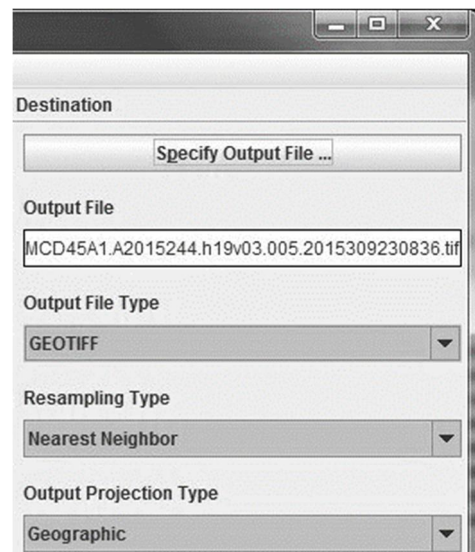 Destination
Specify Output File ...
Output File
MCD45A1.A2015244.h19v03.005.2015309230836.tif
Output File Type
GEOTIFF
Resampling Type
Nearest Neighbor
Output Projection Type
Geographic